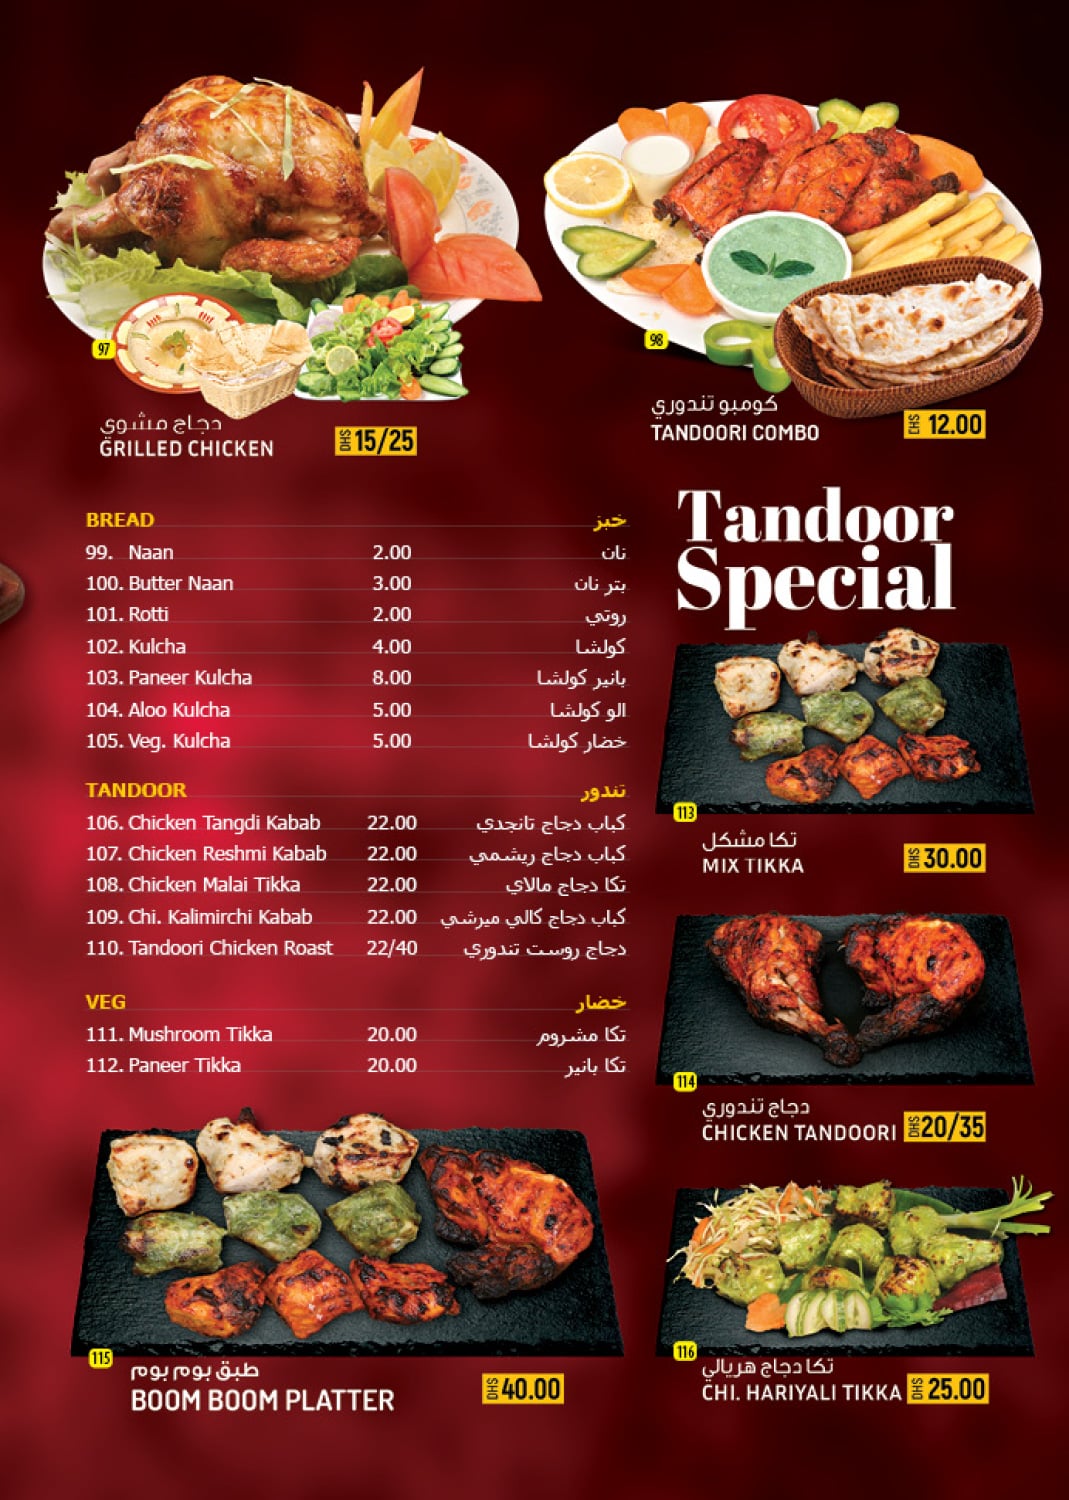 97
دجاج مشوي
GRILLED CHICKEN
DHS 15/25
98
كومبو تندوري
TANDOORI COMBO
DHS 12.00
BREAD خبز
99. Naan 2.00 نان
100. Butter Naan 3.00 بتر نان
101. Rotti 2.00 روتي
102. Kulcha 4.00 كولشا
103. Paneer Kulcha 8.00 بانير كولشا
104. Aloo Kulcha 5.00 الو كولشا
105. Veg. Kulcha 5.00 خضار كولشا
TANDOOR تندور
106. Chicken Tangdi Kabab 22.00 كباب دجاج تانجدي
107. Chicken Reshmi Kabab 22.00 كباب دجاج ريشمي
108. Chicken Malai Tikka 22.00 تكا دجاج مالاي
109. Chi. Kalimirchi Kabab 22.00 كباب دجاج كالي ميرشي
110. Tandoori Chicken Roast 22/40 دجاج روست تندوري
VEG خضار
111. Mushroom Tikka 20.00 تكا مشروم
112. Paneer Tikka 20.00 تكا بانير
115
طبق بوم بوم
BOOM BOOM PLATTER
DHS 40.00
Tandoor
Special
113
تكا مشكل
MIX TIKKA
DHS 30.00
114
دجاج تندوري
CHICKEN TANDOORI
DHS 20/35
116
تكا دجاج هريالي
CHI. HARIYALI TIKKA
DHS 25.00